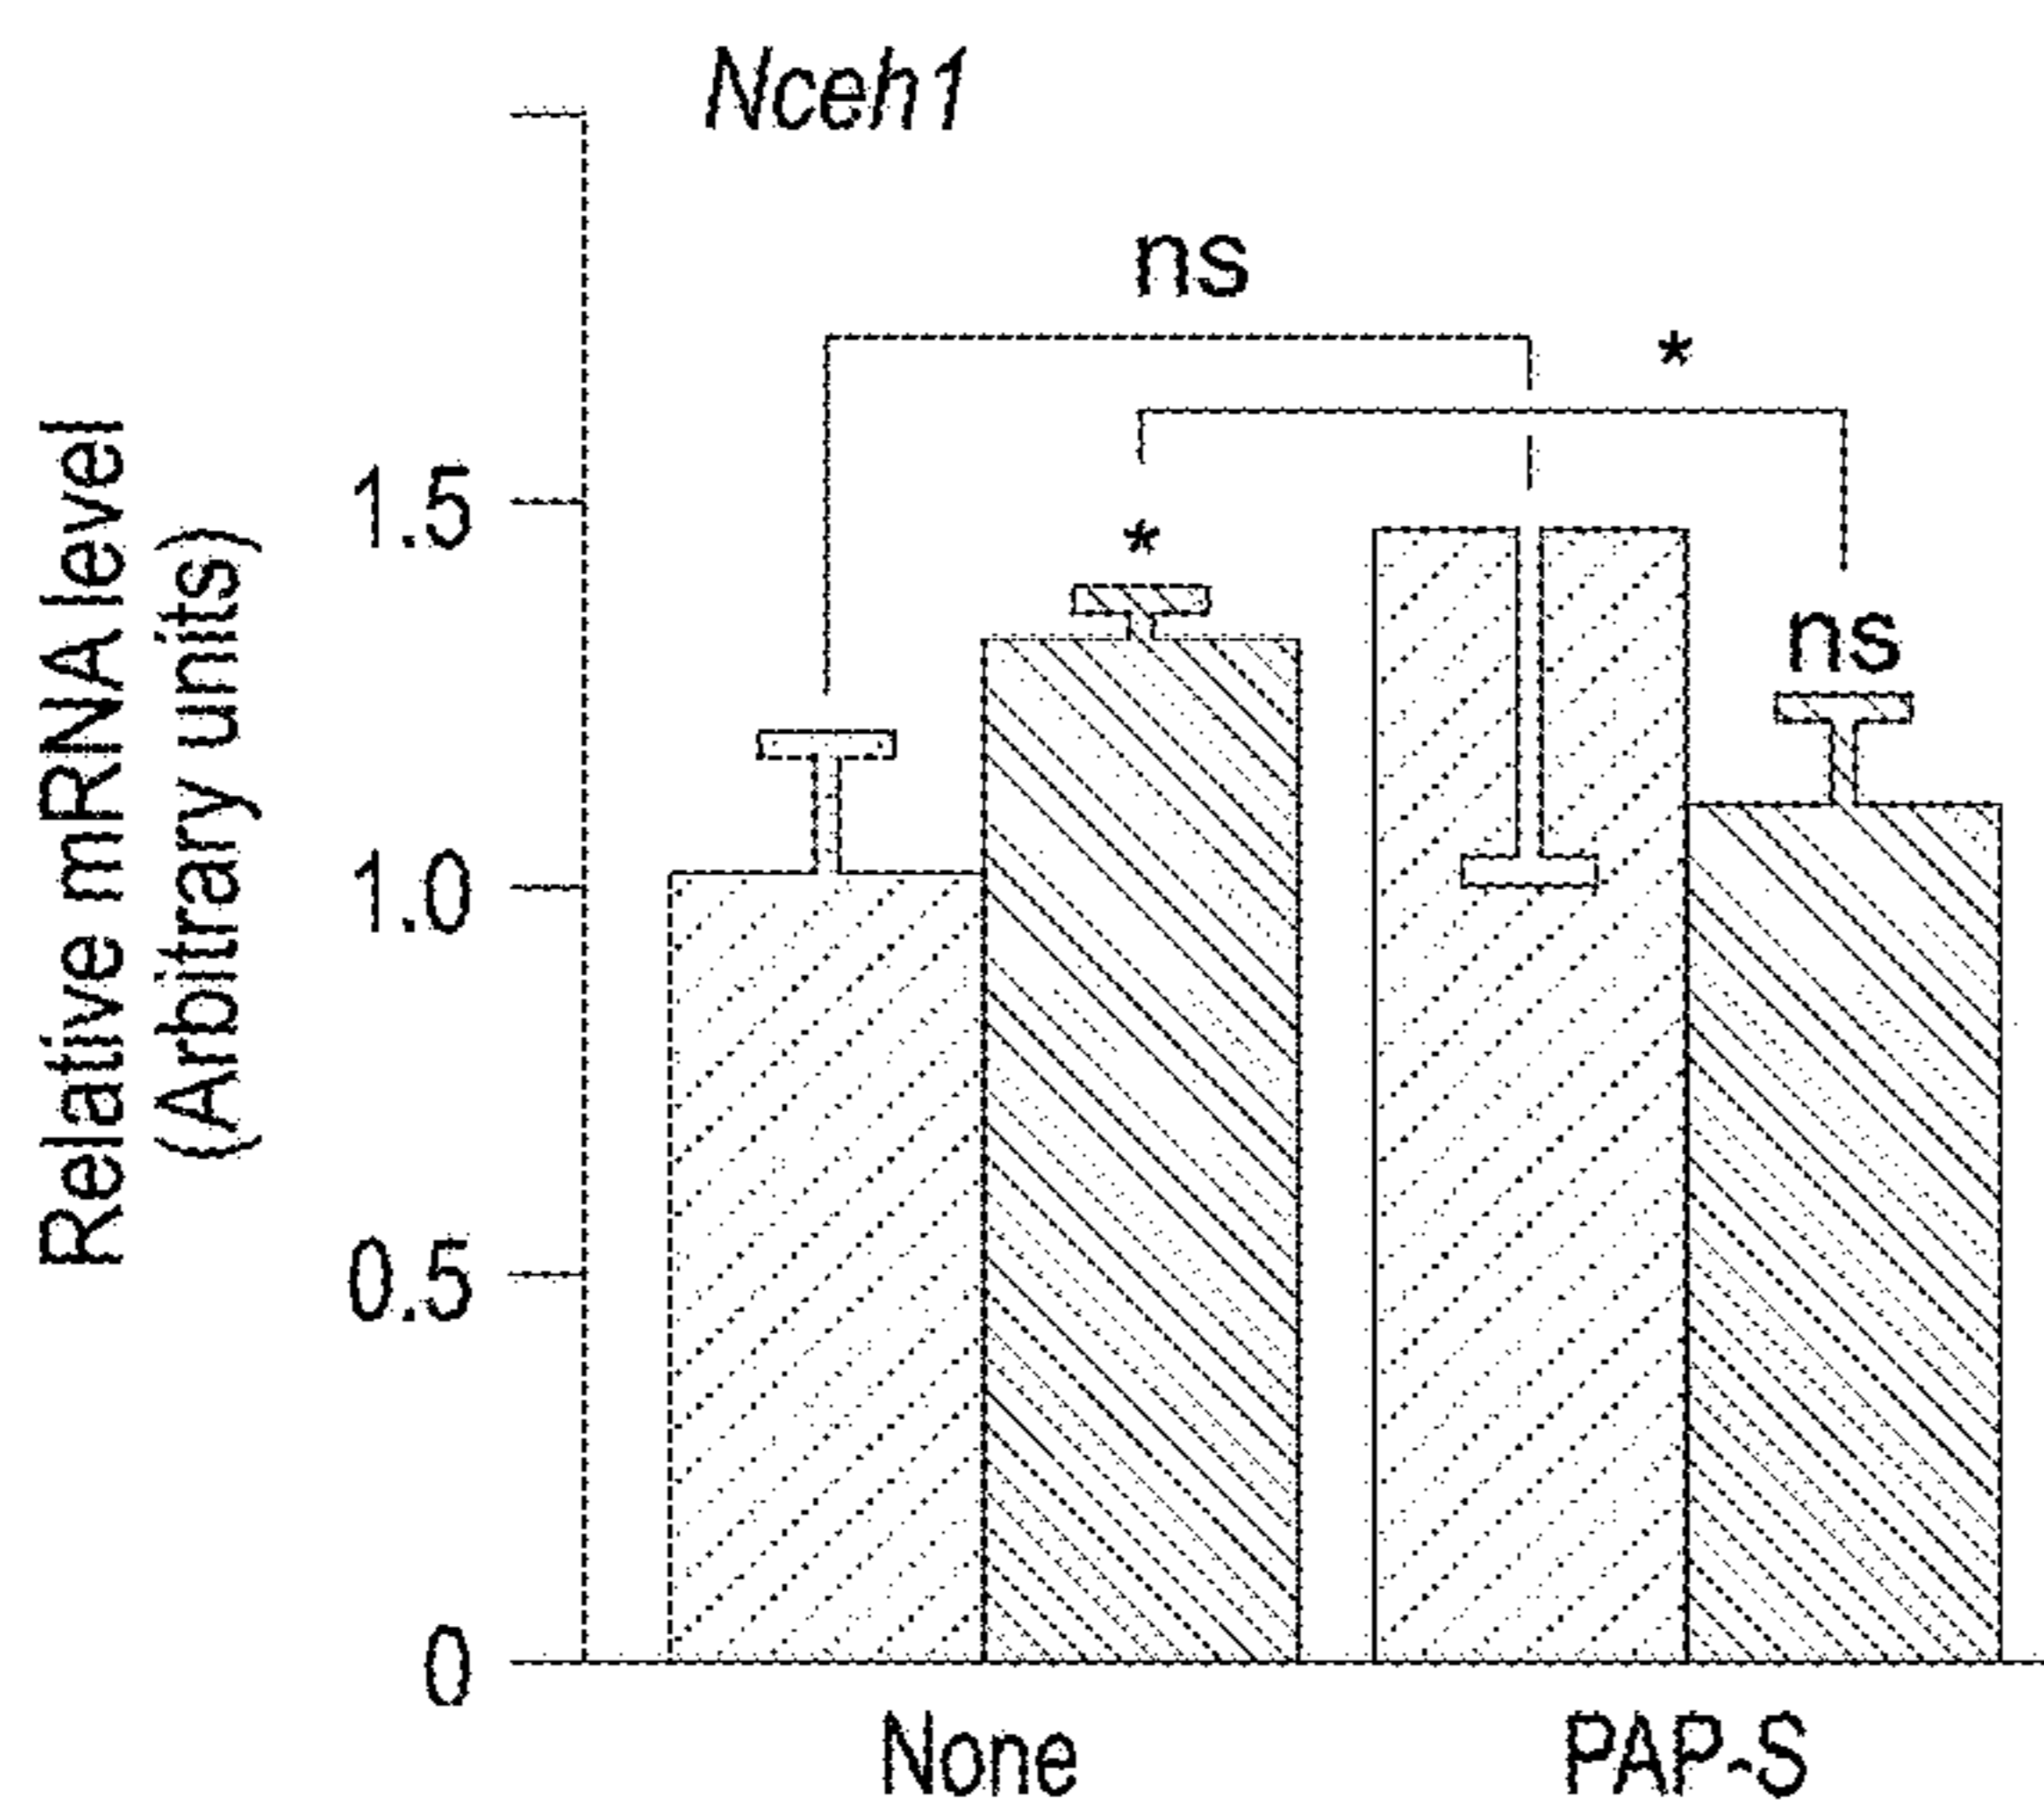 Nceh1
Relative mRNA level
(Arbitrary units)
1.5
1.0
0.5
0
ns
*
*
ns
None
PAP-S